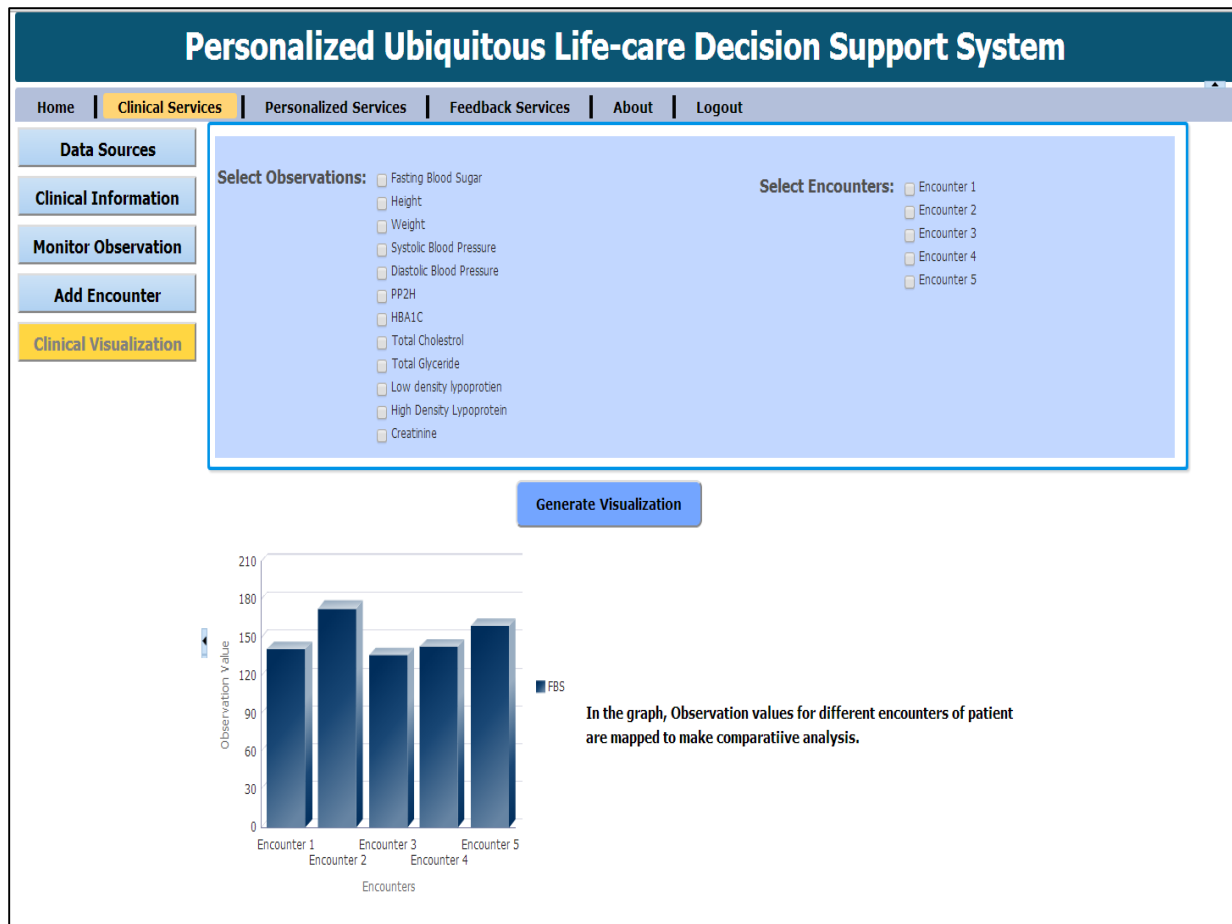 Personalized Ubiquitous Life-care Decision Support System
Home Clinical Services Personalized Services Feedback Services About Logout
Data Sources
Clinical Information
Monitor Observation
Add Encounter
Clinical Visualization
Select Observations:
Fasting Blood Sugar
Height
Weight
Systolic Blood Pressure
Diastolic Blood Pressure
PP2H
HBA1C
Total Cholestrol
Total Glyceride
Low density lypoprotien
High Density Lypoprotein
Creatinine
Select Encounters:
Encounter 1
Encounter 2
Encounter 3
Encounter 4
Encounter 5
Generate Visualization
210
180
150
120
90
60
30
0
Observation Value
Encounter 1
Encounter 2
Encounter 3
Encounter 4
Encounter 5
Encounters
FBS
In the graph, Observation values for different encounters of patient
are mapped to make comparatiive analysis.